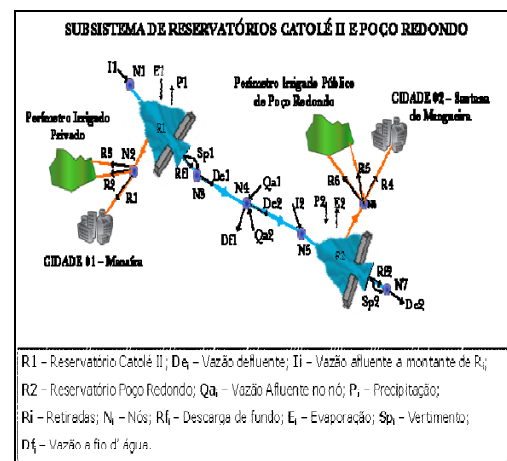 SUBSISTEMA DE RESERVATÓRIOS CATOLÉ II E POÇO REDONDO
I1
N1
E1
P1
Perímetro Irrigado
Privado
R1
R3
N2
R2
R1
CIDADE 01 – Manaíra
Rf1
Sp1
N3
De1
N4
Qa1
De2
Df1
Qa2
I2
N5
Perímetro Irrigado Público
de Poço Redondo
CIDADE 02 – Santana
de Mangueira
R6
R5
R4
P2
E2
R2
Rf2
Sp2
N7
De2
R1 – Reservatório Catolé II; Deᵢ – Vazão defluente; Ii – Vazão afluente a montante de Rᵢ;
R2 – Reservatório Poço Redondo; Qaᵢ – Vazão Afluente no nó; Pᵢ – Precipitação;
Ri – Retiradas; Nᵢ – Nós; Rfᵢ – Descarga de fundo; Eᵢ – Evaporação; Spᵢ – Vertimento;
Dfᵢ – Vazão a fio d' água.